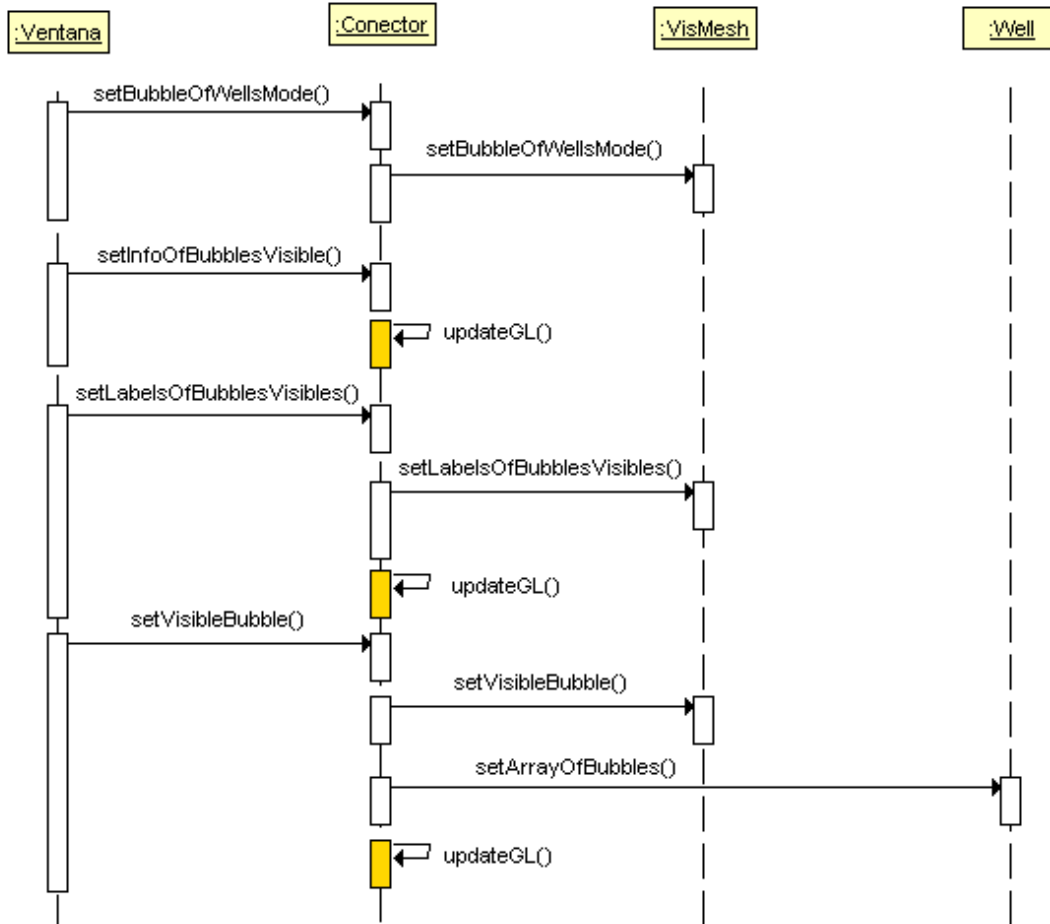 :Ventana
:Conector
:VisMesh
:Well
setBubbleOfWellsMode()
setBubbleOfWellsMode()
setInfoOfBubblesVisible()
updateGL()
setLabelsOfBubblesVisibles()
setLabelsOfBubblesVisibles()
updateGL()
setVisibleBubble()
setVisibleBubble()
setArrayOfBubbles()
updateGL()